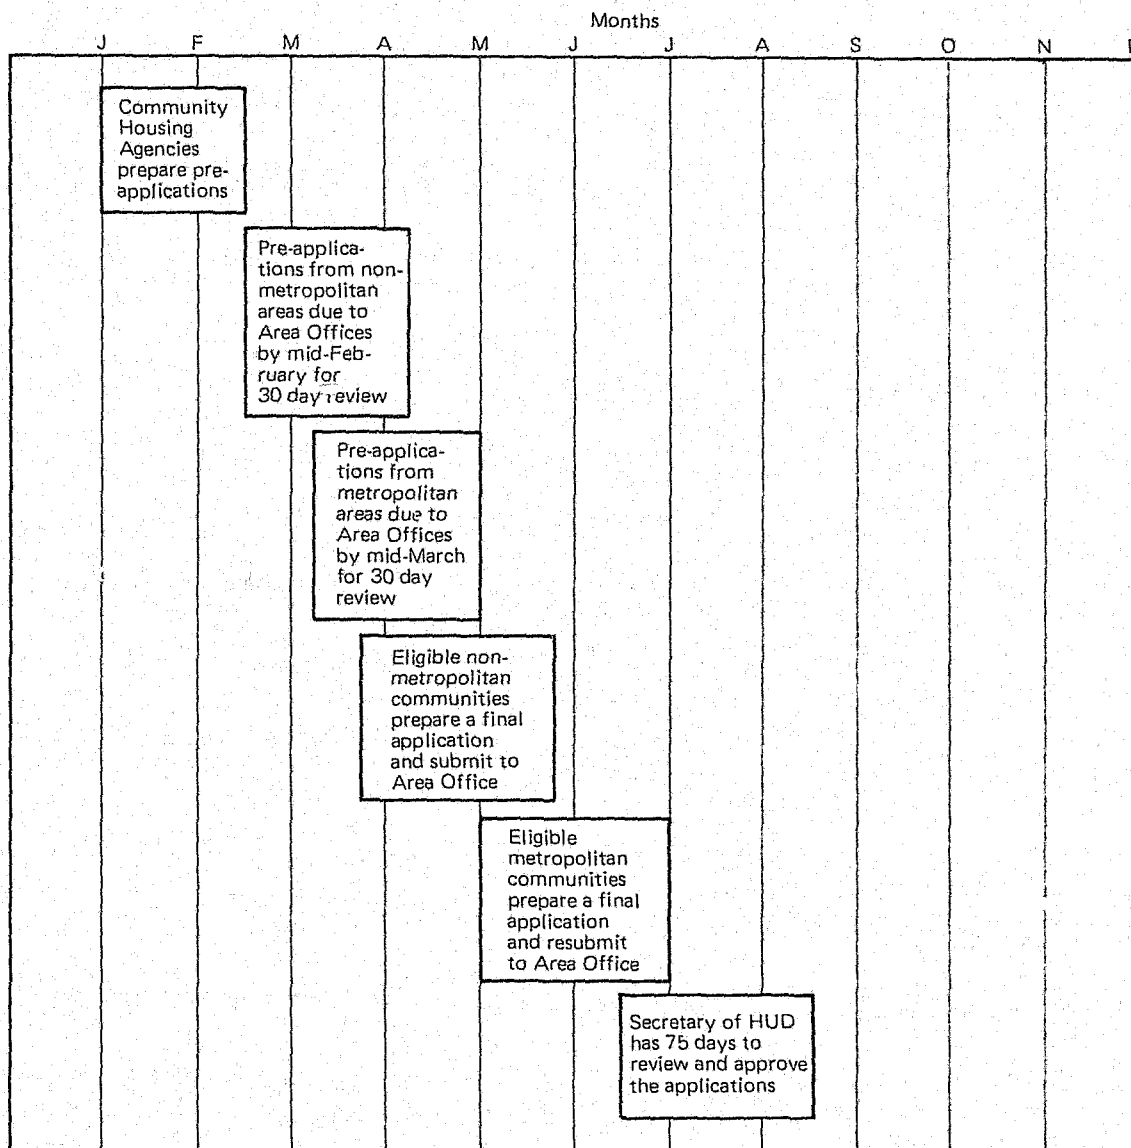 Months
J F M A M J J A S O N
Community
Housing
Agencies
prepare pre-
applications
Pre-applica-
tions from non-
metropolitan
areas due to
Area Offices
by mid-Feb-
ruary for
30 day review
Pre-applica-
tions from
metropolitan
areas due to
Area Offices
by mid-March
for 30 day
review
Eligible non-
metropolitan
communities
prepare a final
application
and submit to
Area Office
Eligible
metropolitan
communities
prepare a final
application
and resubmit
to Area Office
Secretary of HUD
has 75 days to
review and approve
the applications